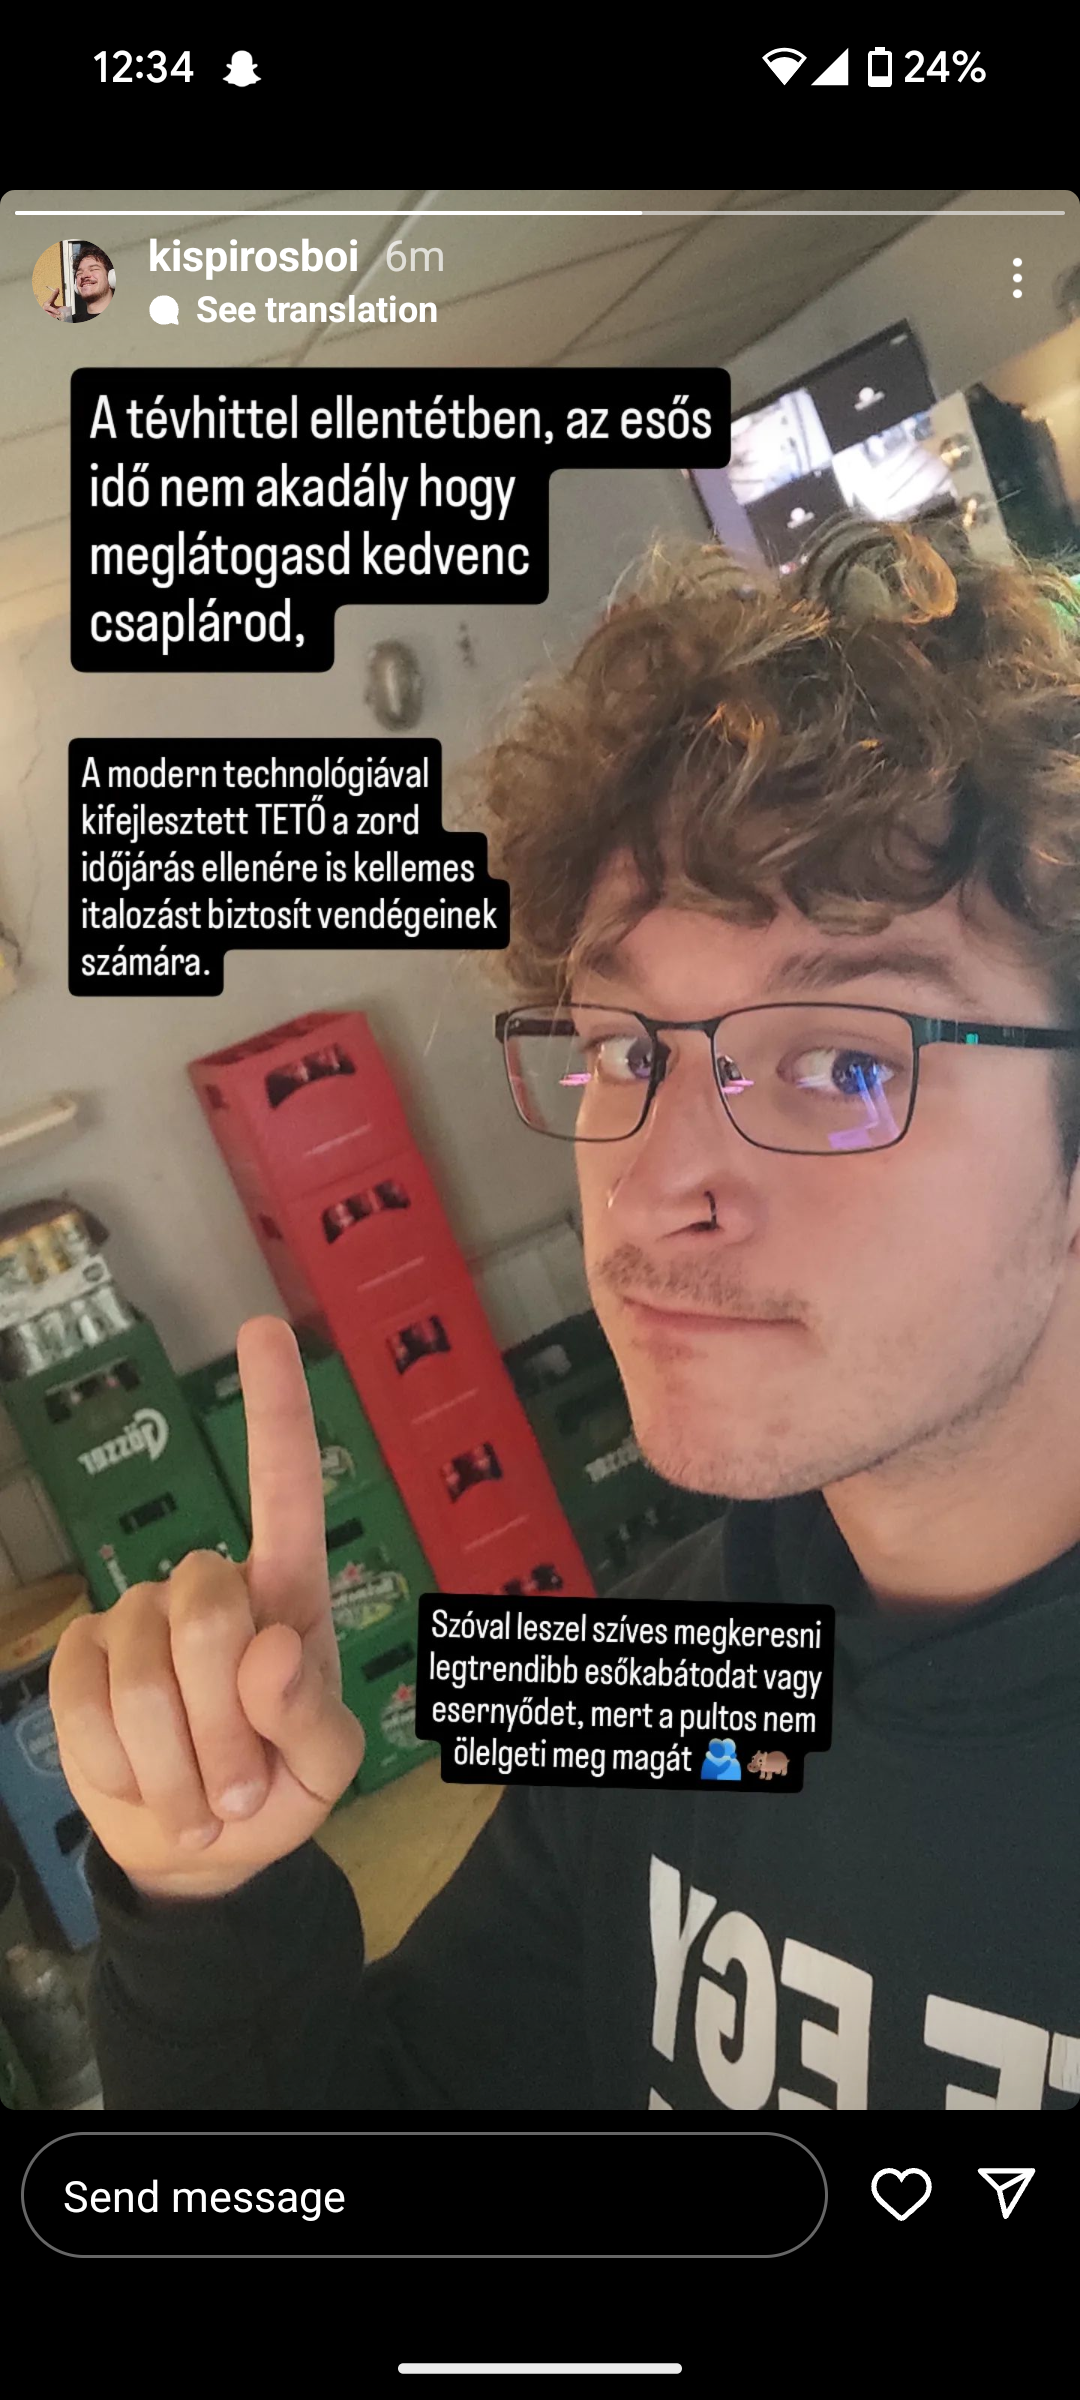 12:34
24%
kispirosboi 6m
See translation
A tévhittel ellentétben, az esős
idő nem akadály hogy
meglátogasd kedvenc
csaplárod,
A modern technológiával
kifejlesztett TETŐ a zord
időjárás ellenére is kellemes
italozást biztosít vendégeinek
számára.
Gözzer
Szóval leszel szíves megkeresni
legtrendibb esőkabátodat vagy
esernyődet, mert a pultos nem
ölelgeti meg magát 🫂🦛
EGY
Send message